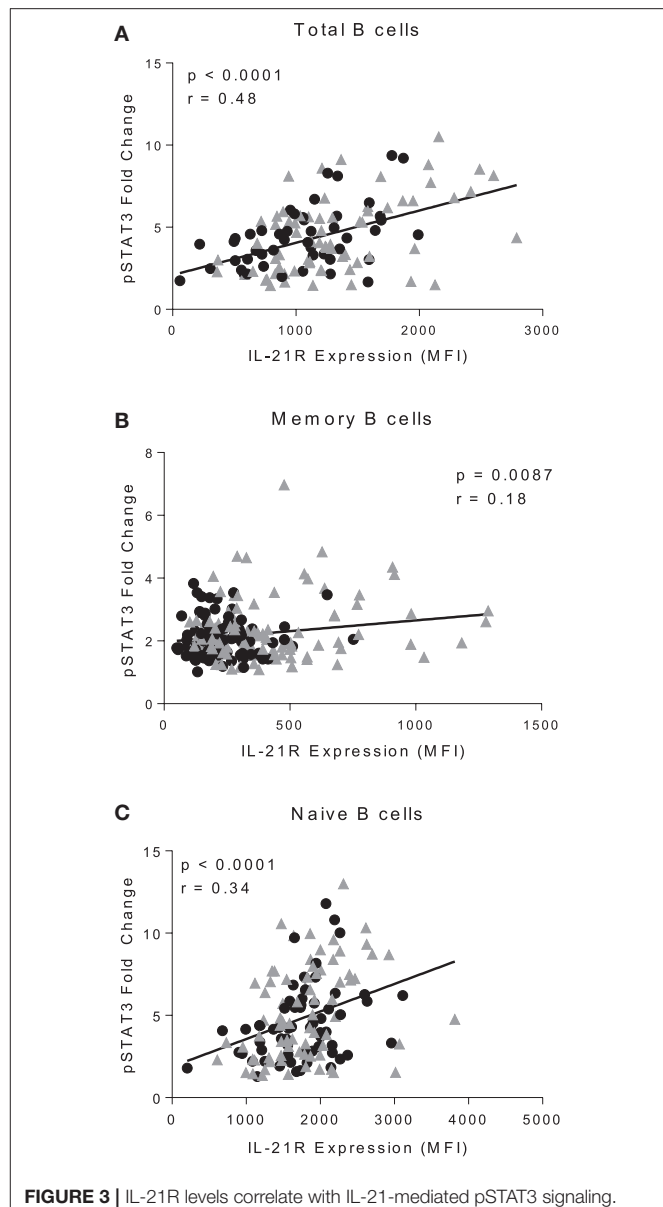 A
Total B cells
p < 0.0001
r = 0.48
pSTAT3 Fold Change
15
10
5
0
0 1000 2000 3000
IL-21R Expression (MFI)
B
Memory B cells
p = 0.0087
r = 0.18
pSTAT3 Fold Change
8
6
4
2
0
0 500 1000 1500
IL-21R Expression (MFI)
C
Naive B cells
p < 0.0001
r = 0.34
pSTAT3 Fold Change
15
10
5
0
0 1000 2000 3000 4000 5000
IL-21R Expression (MFI)
FIGURE 3 | IL-21R levels correlate with IL-21-mediated pSTAT3 signaling.